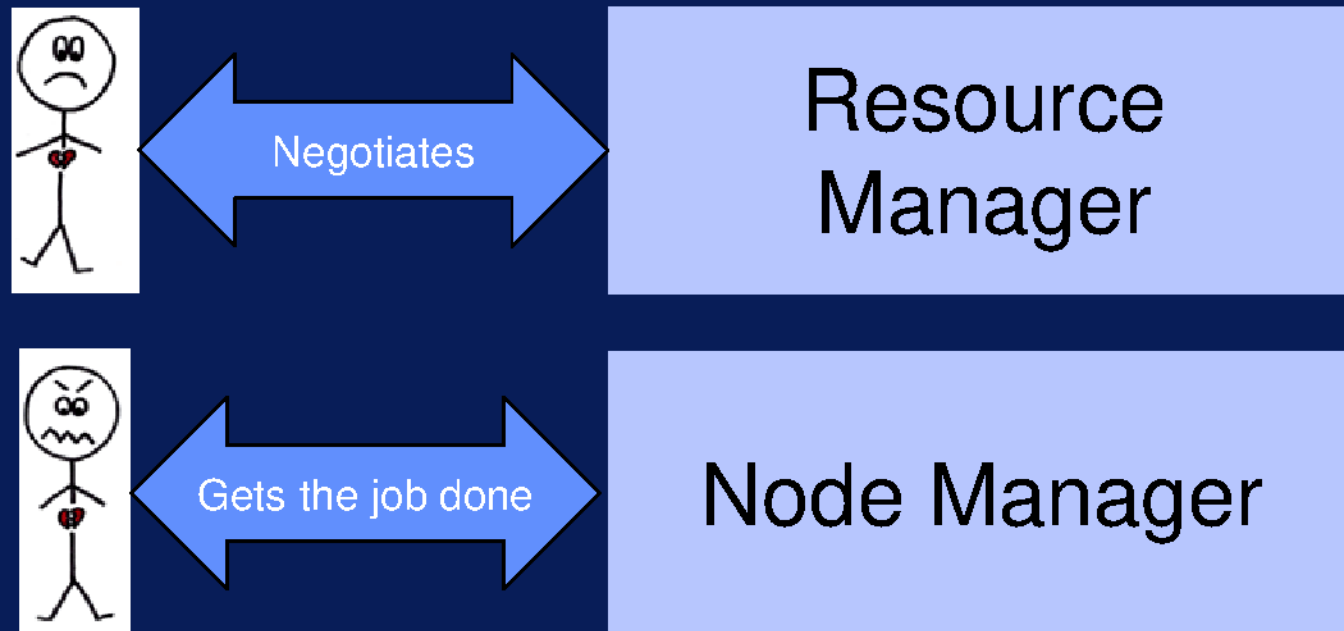 Negotiates
Resource
Manager
Gets the job done
Node Manager